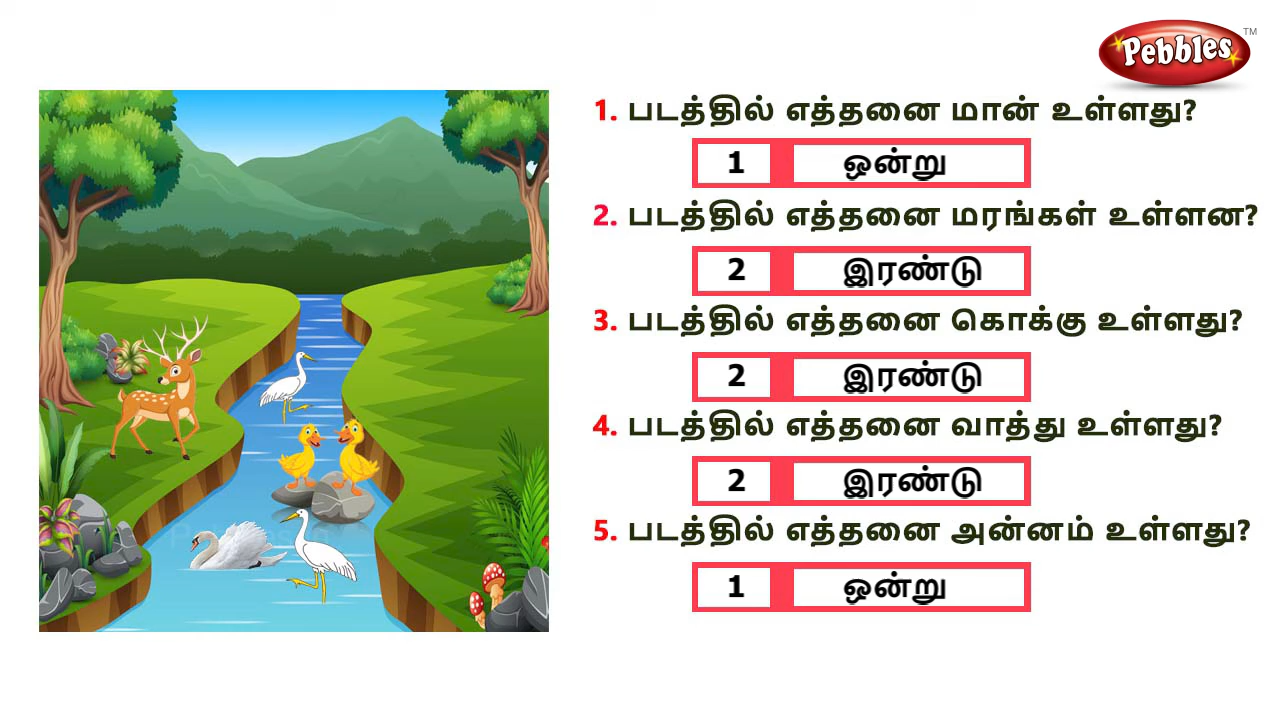 Pebbles TM
1. படத்தில் எத்தனை மான் உள்ளது?
1 ஒன்று
2. படத்தில் எத்தனை மரங்கள் உள்ளன?
2 இரண்டு
3. படத்தில் எத்தனை கொக்கு உள்ளது?
2 இரண்டு
4. படத்தில் எத்தனை வாத்து உள்ளது?
2 இரண்டு
5. படத்தில் எத்தனை அன்னம் உள்ளது?
1 ஒன்று